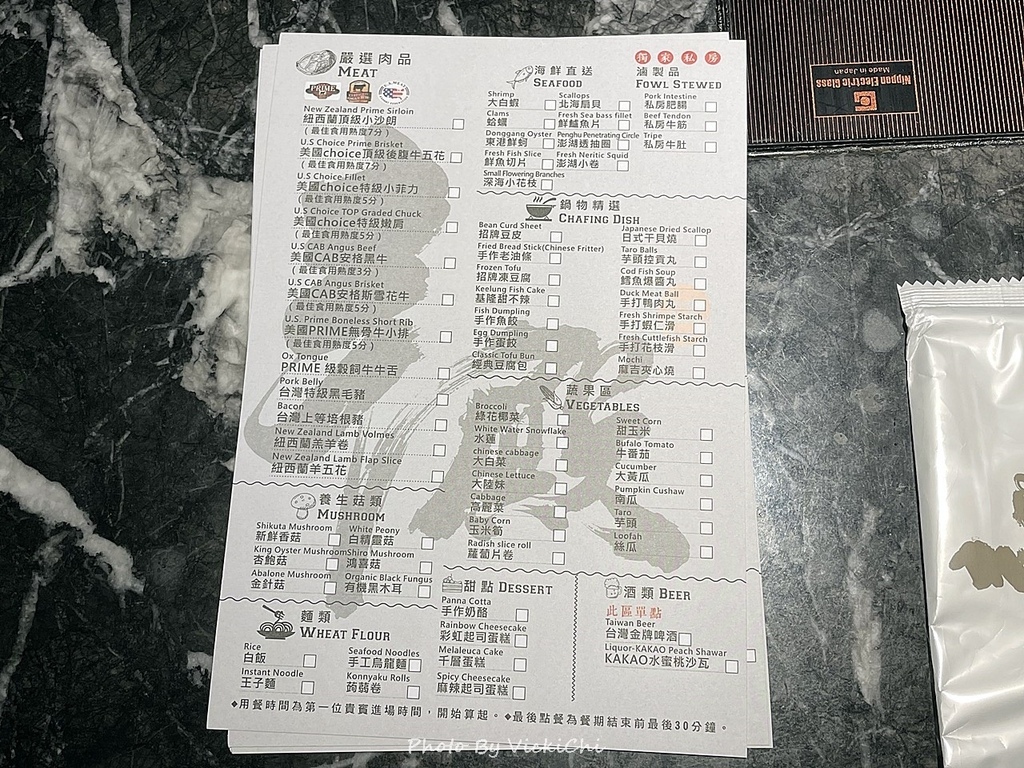 嚴選肉品
MEAT
PRIME
New Zealand Prime Sirloin
紐西蘭頂級小沙朗
(最佳食用熟度7分)
U.S Choice Prime Brisket
美國choice頂級後腹牛五花
(最佳食用熟度7分)
U.S Choice Fillet
美國choice特級小菲力
(最佳食用熟度5分)
U.S Choice TOP Graded Chuck
美國choice特級嫩肩
(最佳食用熟度5分)
U.S CAB Angus Beef
美國CAB安格黑牛
(最佳食用熟度3分)
U.S CAB Angus Brisket
美國CAB安格斯雪花牛
(最佳食用熟度5分)
U.S. Prime Boneless Short Rib
美國PRIME無骨牛小排
(最佳食用熟度5分)
Ox Tongue
PRIME 級穀飼牛牛舌
Pork Belly
台灣特級黑毛豬
Bacon
台灣上等培根豬
New Zealand Lamb Volmes
紐西蘭羔羊卷
New Zealand Lamb Flap Slice
紐西蘭羊五花
養生菇類
MUSHROOM
Shikuta Mushroom
新鮮香菇
White Peony
白精靈菇
King Oyster Mushroom
杏鮑菇
Shiro Mushroom
鴻喜菇
Abalone Mushroom
金針菇
Organic Black Fungus
有機黑木耳
麵類
WHEAT FLOUR
Rice
白飯
Seafood Noodles
手工烏龍麵
Instant Noodle
王子麵
Konnyaku Rolls
蒟蒻卷
海鮮直送
SEAFOOD
Shrimp
大白蝦
Scallops
北海扇貝
Clams
蛤蠣
Fresh Sea bass fillet
鮮鱸魚片
Donggang Oyster
東港鮮蚵
Penghu Penetrating Circle
澎湖透抽圈
Fresh Fish Slice
鮮魚切片
Fresh Neritic Squid
澎湖小卷
Small Flowering Branches
深海小花枝
獨家私房
滷製品
FOWL STEWED
Pork Intestine
私房肥腸
Beef Tendon
私房牛筋
Tripe
私房牛肚
鍋物精選
CHAFING DISH
Bean Curd Sheet
招牌豆皮
Fried Bread Stick(Chinese Fritter)
手作老油條
Frozen Tofu
招牌凍豆腐
Keelung Fish Cake
基隆甜不辣
Fish Dumpling
手作魚餃
Egg Dumpling
手作蛋餃
Classic Tofu Bun
經典豆腐包
Japanese Dried Scallop
日式干貝燒
Taro Balls
芋頭控貢丸
Cod Fish Soup
鱈魚爆醬丸
Duck Meat Ball
手打鴨肉丸
Fresh Shrimpe Starch
手打蝦仁滑
Fresh Cuttlefish Starch
手打花枝滑
Mochi
麻吉夾心燒
蔬果區
VEGETABLES
Broccoli
綠花椰菜
White Water Snowflake
水蓮
chinese cabbage
大白菜
Chinese Lettuce
大陸妹
Cabbage
高麗菜
Baby Corn
玉米筍
Radish slice roll
蘿蔔片卷
Sweet Corn
甜玉米
Bufalo Tomato
牛番茄
Cucumber
大黃瓜
Pumpkin Cushaw
南瓜
Taro
芋頭
Loofah
絲瓜
甜點 DESSERT
Panna Cotta
手作奶酪
Rainbow Cheesecake
彩虹起司蛋糕
Melaleuca Cake
千層蛋糕
Spicy Cheesecake
麻辣起司蛋糕
酒類 BEER
此區單點
Taiwan Beer
台灣金牌啤酒
Liquor-KAKAO Peach Shawar
KAKAO水蜜桃沙瓦
◆用餐時間為第一位貴賓進場時間,開始算起。◆最後點餐為餐期結束前最後30分鐘。
Nippon Electric Glass
Made in Japan
Photo By VickiChi